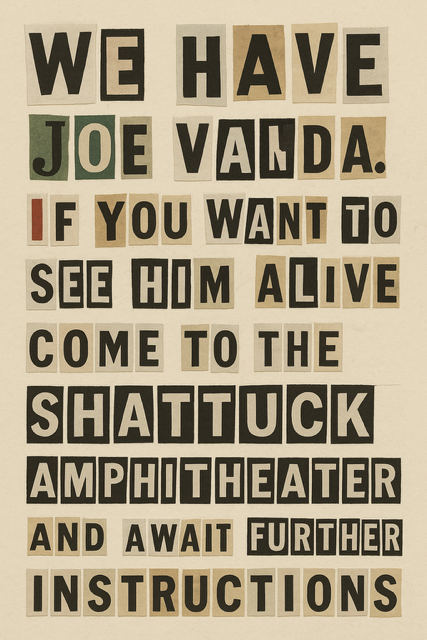 WE HAVE
JOE VALDA.
IF YOU WANT TO
SEE HIM ALIVE
COME TO THE
SHATTUCK
AMPHITHEATER
AND AWAIT FURTHER
INSTRUCTIONS